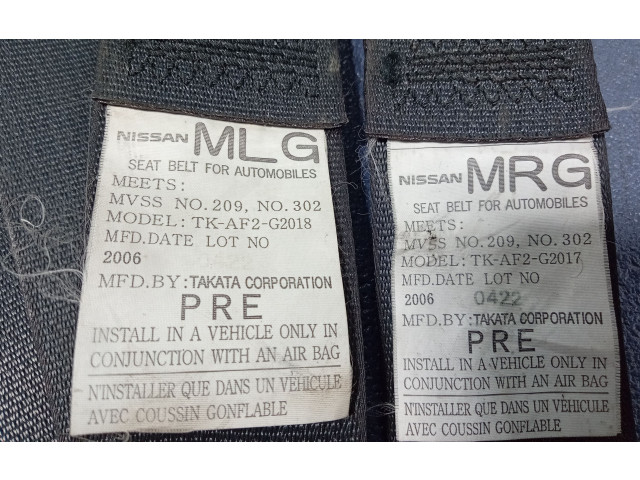 NISSAN MLG
SEAT BELT FOR AUTOMOBILES
MEETS:
MVSS NO.209, NO.302
MODEL: TK-AF2-G2018
MFD.DATE LOT NO
2006
MFD.BY: TAKATA CORPORATION
PRE
INSTALL IN A VEHICLE ONLY IN
CONJUNCTION WITH AN AIR BAG
N'INSTALLER QUE DANS UN VÉHICULE
AVEC COUSSIN GONFLABLE
NISSAN MRG
SEAT BELT FOR AUTOMOBILES
MEETS:
MVSS NO.209, NO.302
MODEL: TK-AF2-G2017
MFD.DATE LOT NO
2006 0422
MFD.BY: TAKATA CORPORATION
PRE
INSTALL IN A VEHICLE ONLY IN
CONJUNCTION WITH AN AIR BAG
N'INSTALLER QUE DANS UN VÉHICULE
AVEC COUSSIN GONFLABLE